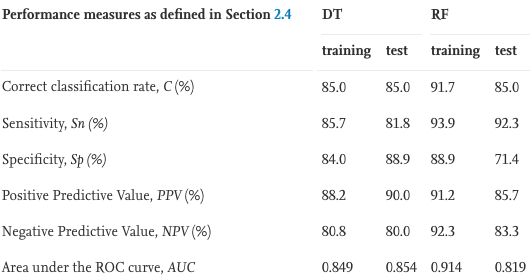 Performance measures as defined in Section 2.4 DT RF
training test training test
Correct classification rate, C (%) 85.0 85.0 91.7 85.0
Sensitivity, Sn (%) 85.7 81.8 93.9 92.3
Specificity, Sp (%) 84.0 88.9 88.9 71.4
Positive Predictive Value, PPV (%) 88.2 90.0 91.2 85.7
Negative Predictive Value, NPV (%) 80.8 80.0 92.3 83.3
Area under the ROC curve, AUC 0.849 0.854 0.914 0.819